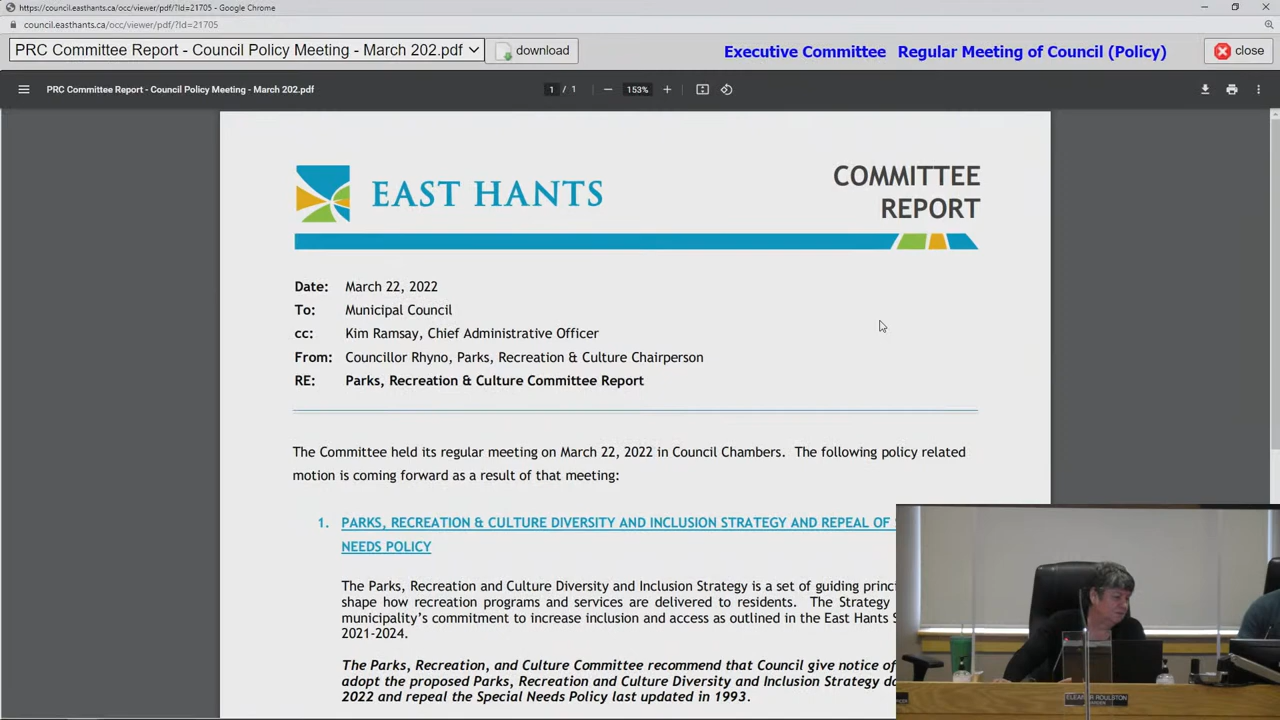 https://council.easthants.ca/occ/viewer/pdf/?Id=21705 - Google Chrome
council.easthants.ca/occ/viewer/pdf/?Id=21705
PRC Committee Report - Council Policy Meeting - March 202.pdf
download
Executive Committee Regular Meeting of Council (Policy)
close
PRC Committee Report - Council Policy Meeting - March 202.pdf
1 / 1
153%
EAST HANTS
COMMITTEE
REPORT
Date: March 22, 2022
To: Municipal Council
cc: Kim Ramsay, Chief Administrative Officer
From: Councillor Rhyno, Parks, Recreation & Culture Chairperson
RE: Parks, Recreation & Culture Committee Report
The Committee held its regular meeting on March 22, 2022 in Council Chambers. The following policy related
motion is coming forward as a result of that meeting:
1. PARKS, RECREATION & CULTURE DIVERSITY AND INCLUSION STRATEGY AND REPEAL OF
NEEDS POLICY
The Parks, Recreation and Culture Diversity and Inclusion Strategy is a set of guiding princi
shape how recreation programs and services are delivered to residents. The Strategy
municipality's commitment to increase inclusion and access as outlined in the East Hants S
2021-2024.
The Parks, Recreation, and Culture Committee recommend that Council give notice of
adopt the proposed Parks, Recreation & Culture Diversity and Inclusion Strategy da
2022 and repeal the Special Needs Policy last updated in 1993.
ELEANOR ROULSTON
WARDEN